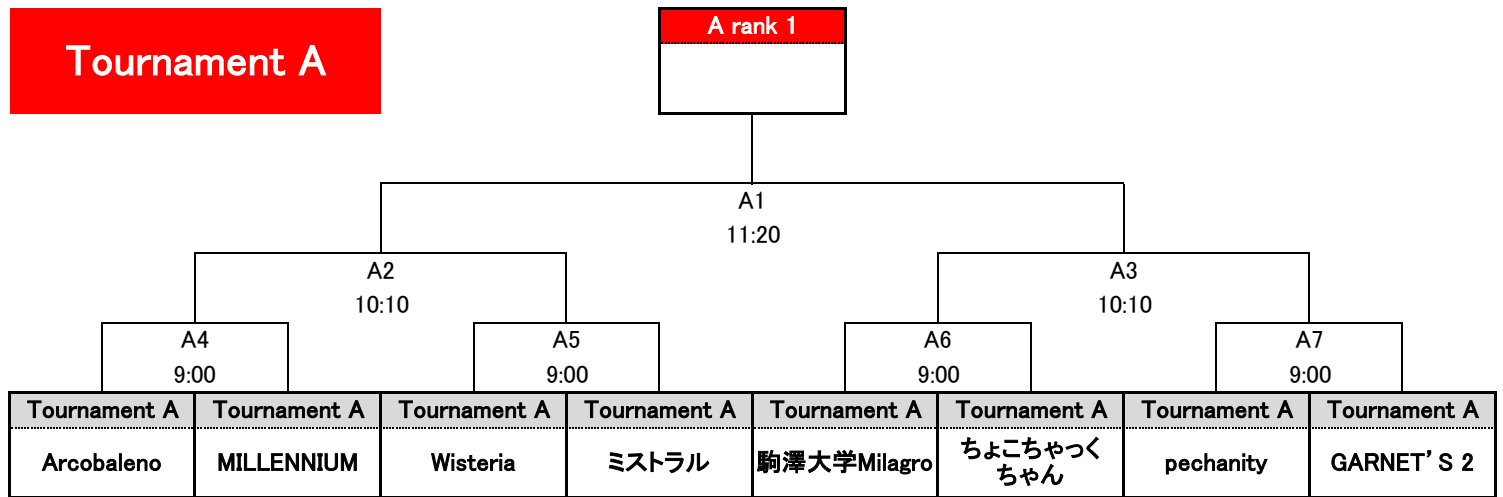 Tournament A
A rank 1
A1
11:20
A2
A3
10:10
10:10
A4
A5
A6
A7
9:00
9:00
9:00
9:00
Tournament A
Tournament A
Tournament A
Tournament A
Tournament A
Tournament A
Tournament A
Tournament A
Arcobaleno
MILLENNIUM
Wisteria
ミストラル
駒澤大学Milagro
ちょこちゃっく
ちゃん
pechanity
GARNET’S 2